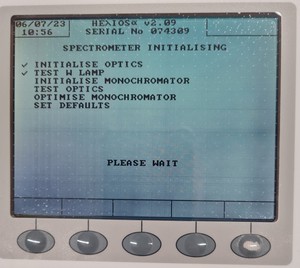 06/07/23 HEλIOSα v2.09
10:56 SERIAL No 074309
SPECTROMETER INITIALISING
✓ INITIALISE OPTICS
✓ TEST W LAMP
INITIALISE MONOCHROMATOR
TEST OPTICS
OPTIMISE MONOCHROMATOR
SET DEFAULTS
PLEASE WAIT